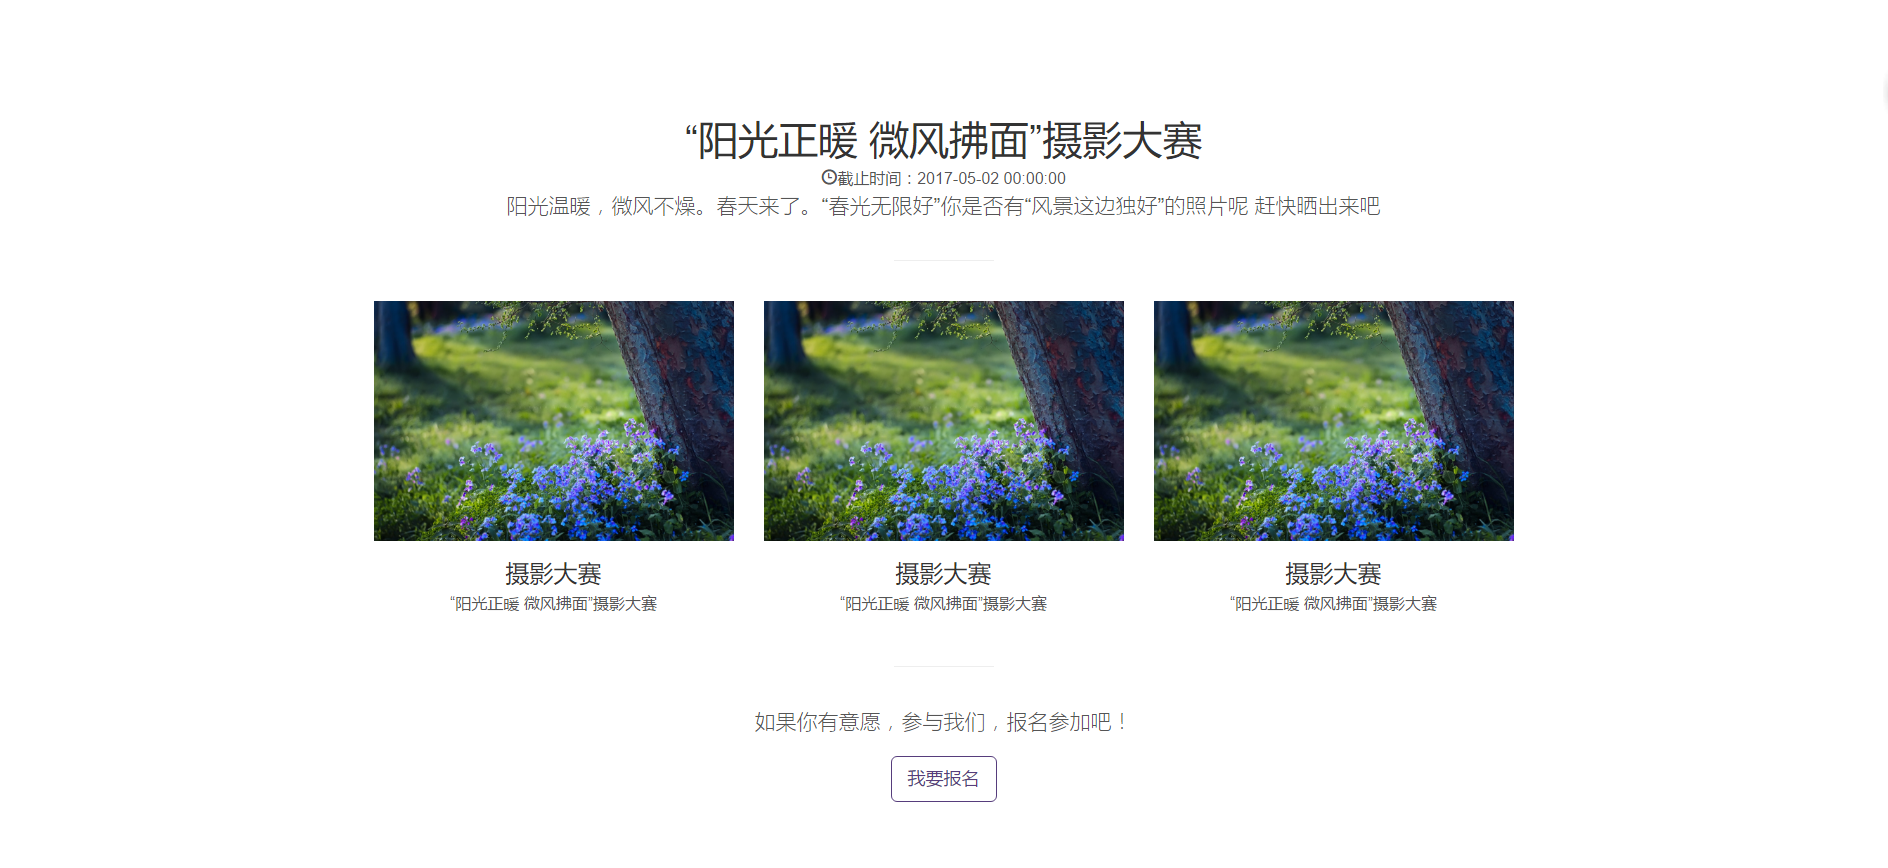 “阳光正暖 微风拂面”摄影大赛
截止时间：2017-05-02 00:00:00
阳光温暖，微风不燥。春天来了。“春光无限好”你是否有“风景这边独好”的照片呢 赶快晒出来吧
摄影大赛
“阳光正暖 微风拂面”摄影大赛
摄影大赛
“阳光正暖 微风拂面”摄影大赛
摄影大赛
“阳光正暖 微风拂面”摄影大赛
如果你有意愿，参与我们，报名参加吧！
我要报名